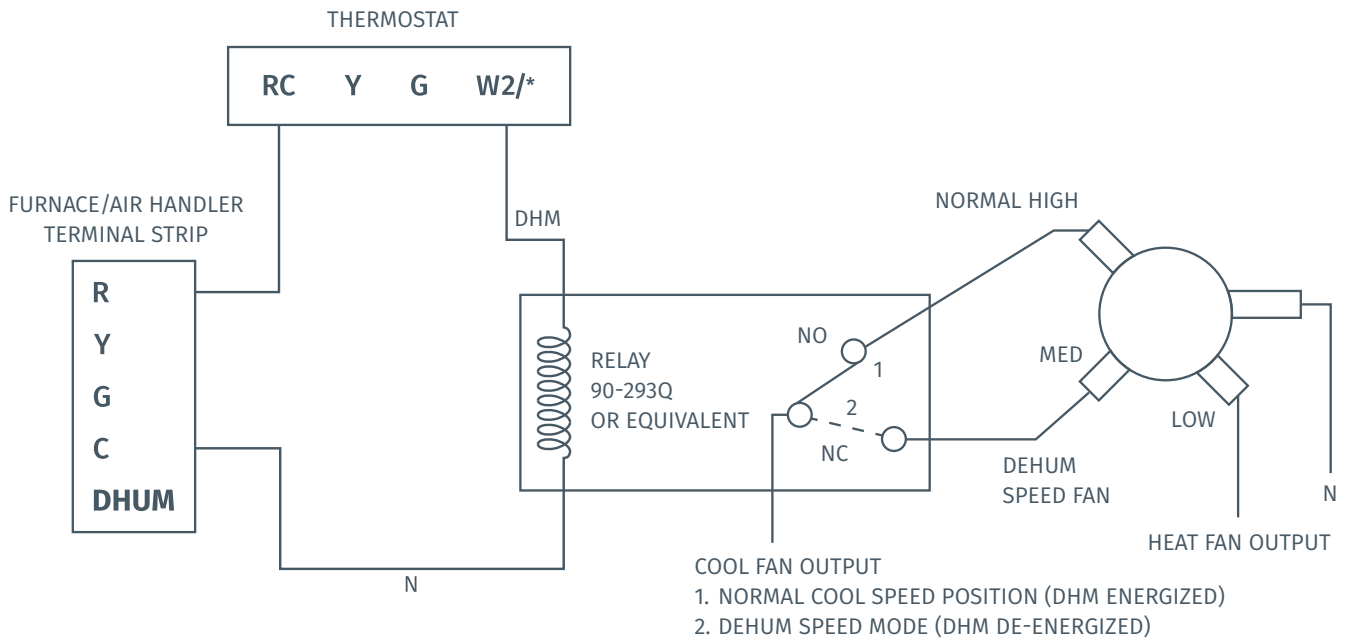 THERMOSTAT
RC Y G W2/*
FURNACE/AIR HANDLER
TERMINAL STRIP
R
Y
G
C
DHUM
DHM
N
RELAY
90-293Q
OR EQUIVALENT
NO
1
2
NC
NORMAL HIGH
MED
LOW
DEHUM
SPEED FAN
N
HEAT FAN OUTPUT
COOL FAN OUTPUT
1. NORMAL COOL SPEED POSITION (DHM ENERGIZED)
2. DEHUM SPEED MODE (DHM DE-ENERGIZED)